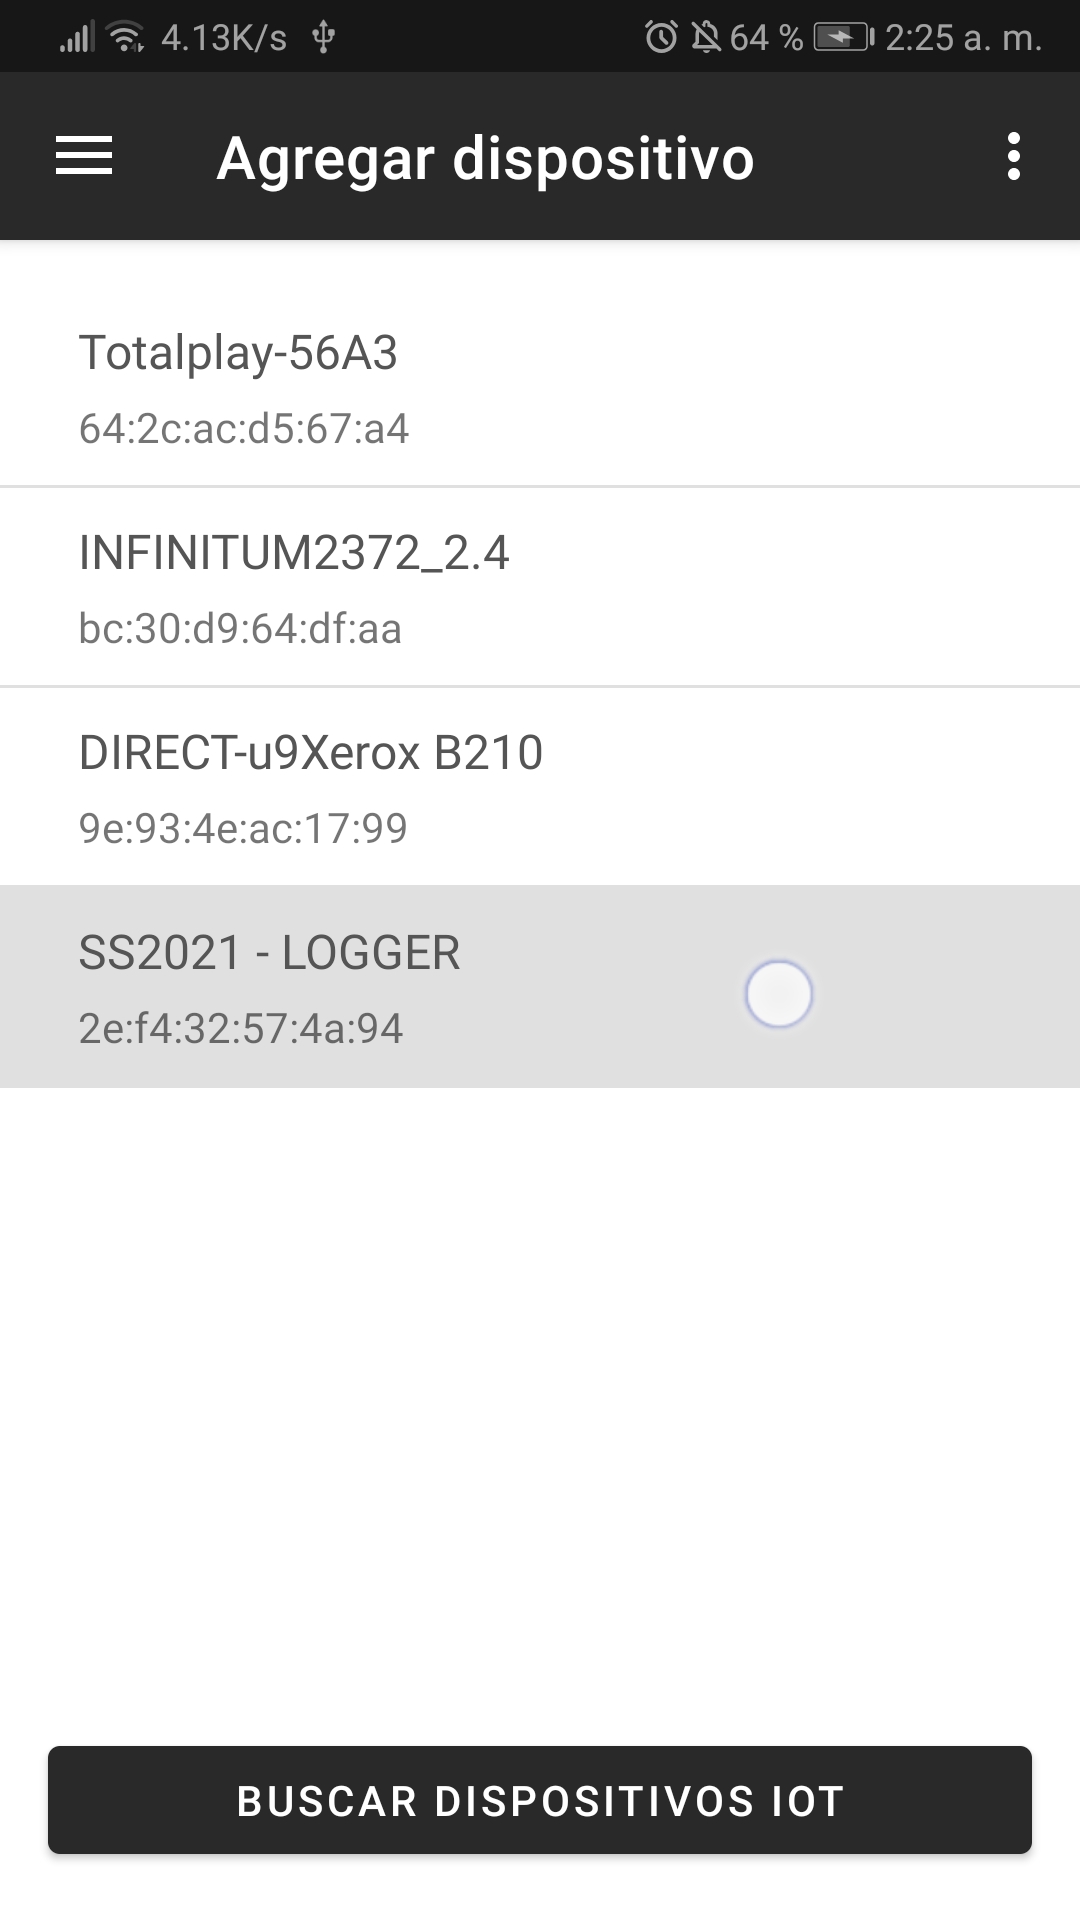 4.13K/s 64 % 2:25 a. m.
Agregar dispositivo
Totalplay-56A3
64:2c:ac:d5:67:a4
INFINITUM2372_2.4
bc:30:d9:64:df:aa
DIRECT-u9Xerox B210
9e:93:4e:ac:17:99
SS2021 - LOGGER
2e:f4:32:57:4a:94
BUSCAR DISPOSITIVOS IOT